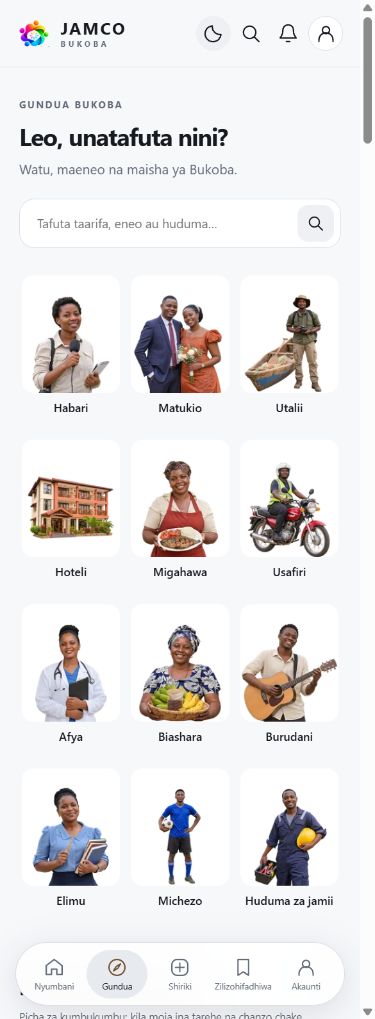 JAMCO
BUKOBA
GUNDUA BUKOBA
Leo, unatafuta nini?
Watu, maeneo na maisha ya Bukoba.
Tafuta taarifa, eneo au huduma...
Habari
Matukio
Utalii
Hoteli
Migahawa
Usafiri
Afya
Biashara
Burudani
Elimu
Michezo
Huduma za jamii
Nyumbani
Gundua
Shiriki
Zilizohifadhiwa
Akaunti
Picha za kumbukumbu; kila moja ina tarehe na chanzo chake.